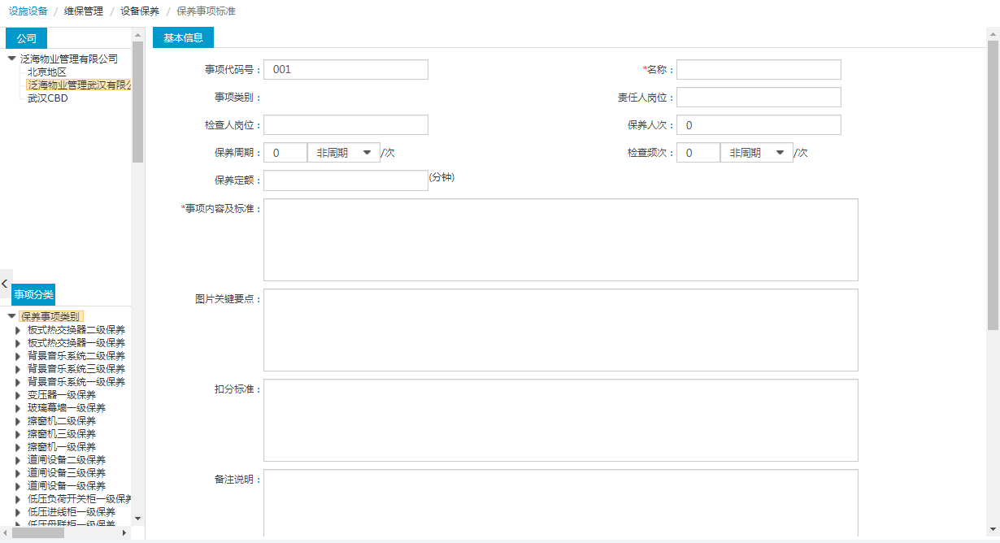 设施设备 / 维保管理 / 设备保养 / 保养事项标准
公司
泛海物业管理有限公司
北京地区
泛海物业管理武汉有限公
武汉CBD
事项分类
保养事项类别
板式热交换器二级保养
板式热交换器一级保养
背景音乐系统二级保养
背景音乐系统三级保养
背景音乐系统一级保养
变压器一级保养
玻璃幕墙一级保养
擦窗机二级保养
擦窗机三级保养
擦窗机一级保养
道闸设备二级保养
道闸设备三级保养
道闸设备一级保养
低压负荷开关柜一级保养
低压进线柜一级保养
低压母联柜一级保养
基本信息
事项代码号： 001 *名称：
事项类别： 责任人岗位：
检查人岗位： 保养人次： 0
保养周期： 0 非周期 /次 检查频次： 0 非周期 /次
保养定额： (分钟)
*事项内容及标准：
图片关键要点：
扣分标准：
备注说明：